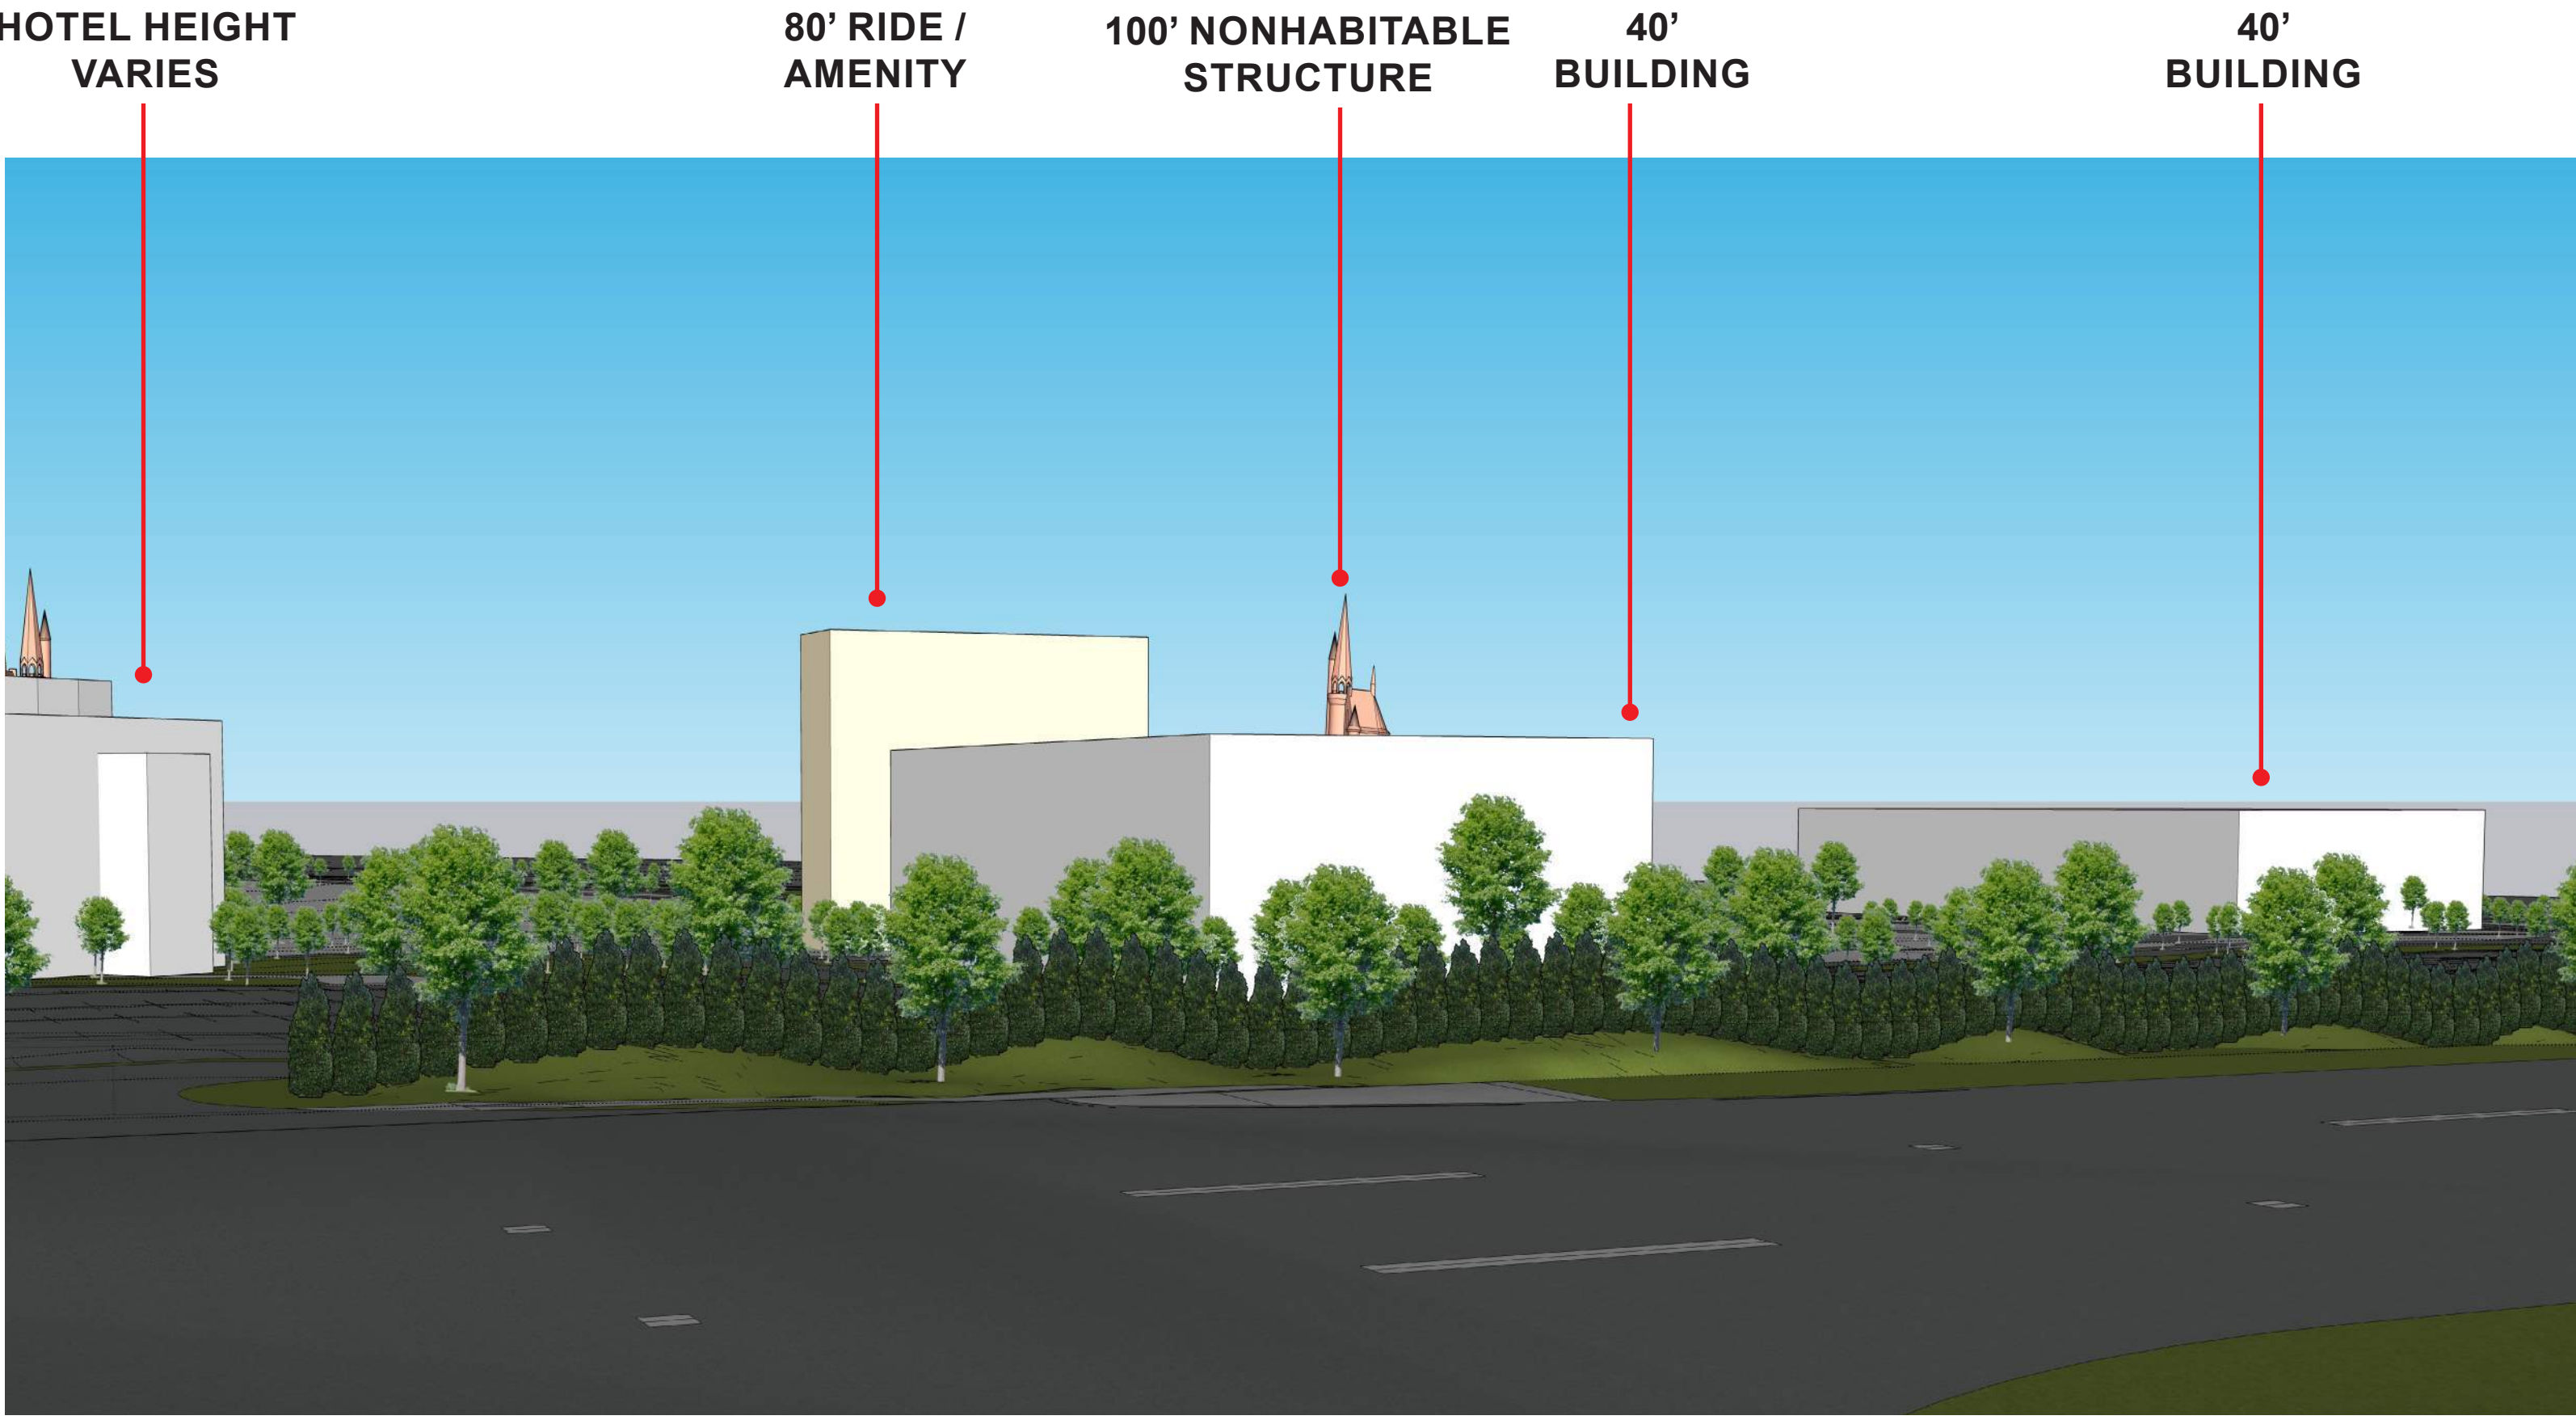 HOTEL HEIGHT
VARIES
80’ RIDE /
AMENITY
100’ NONHABITABLE
STRUCTURE
40’
BUILDING
40’
BUILDING